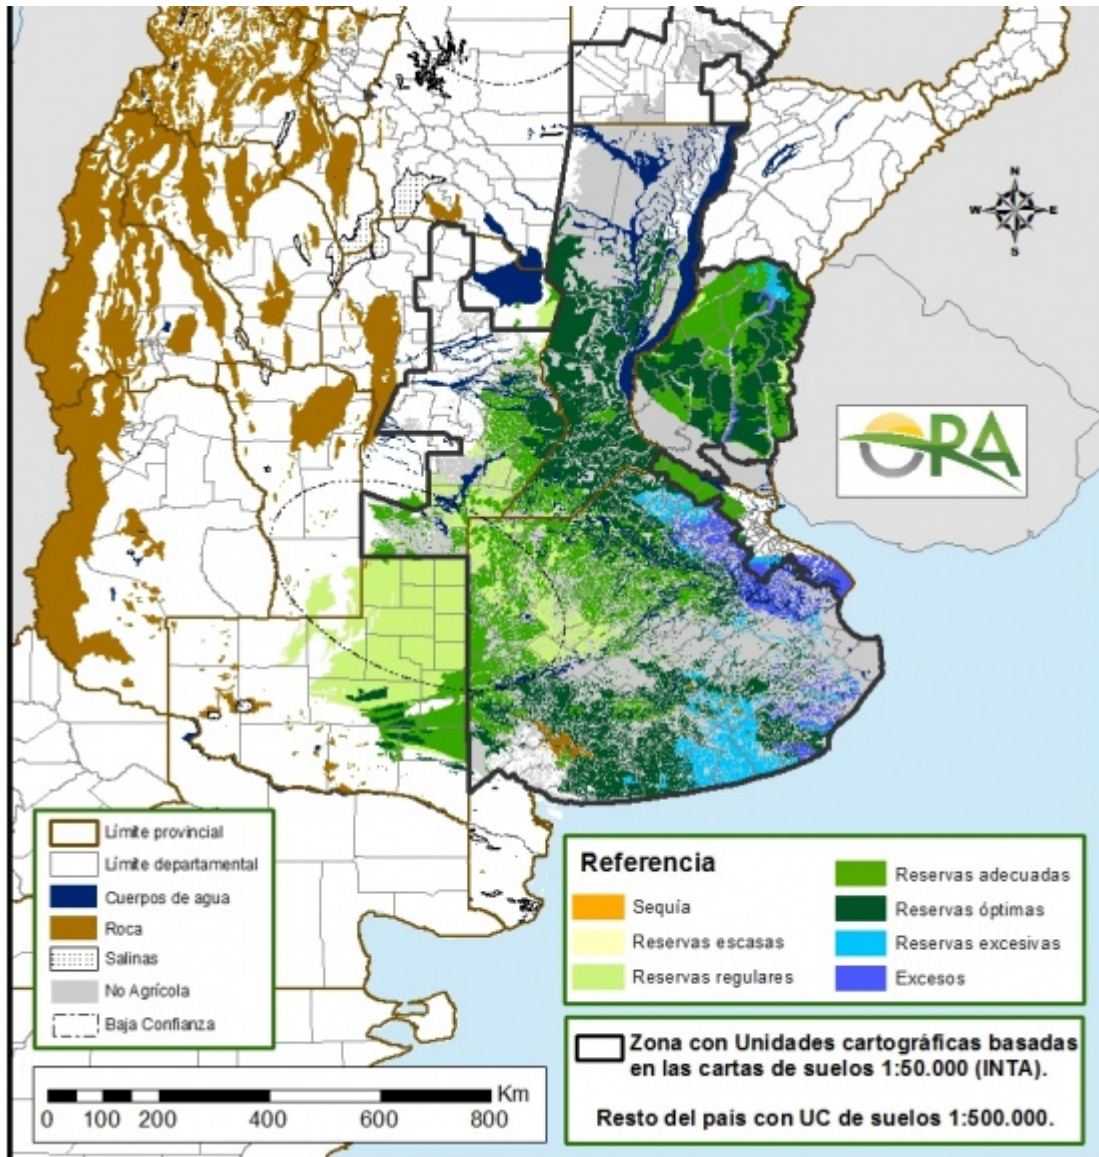 N
W
E
S
ORA
Límite provincial
Límite departamental
Cuerpos de agua
Roca
Salinas
No Agrícola
Baja Confianza
Referencia
Sequía
Reservas escasas
Reservas regulares
Reservas adecuadas
Reservas óptimas
Reservas excesivas
Excesos
Km
0 100 200 400 600 800
Zona con Unidades cartográficas basadas
en las cartas de suelos 1:50.000 (INTA).
Resto del país con UC de suelos 1:500.000.